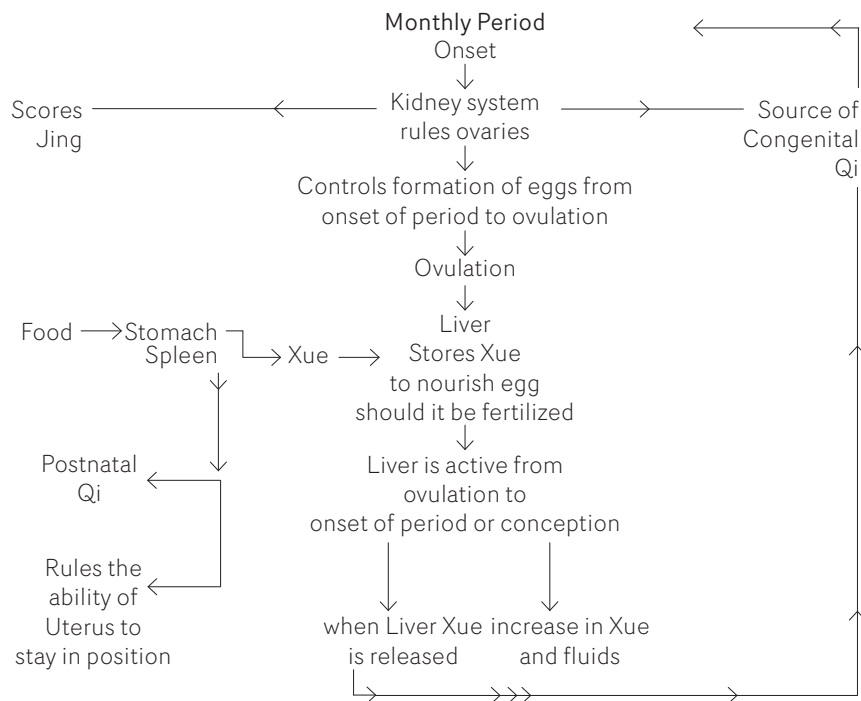 Monthly Period
Onset
Scores
Jing
Kidney system
rules ovaries
Source of
Congenital
Qi
Controls formation of eggs from
onset of period to ovulation
Ovulation
Food
Stomach
Spleen
Xue
Liver
Stores Xue
to nourish egg
should it be fertilized
Liver is active from
ovulation to
onset of period or conception
Postnatal
Qi
Rules the
ability of
Uterus to
stay in position
when Liver Xue
is released
increase in Xue
and fluids